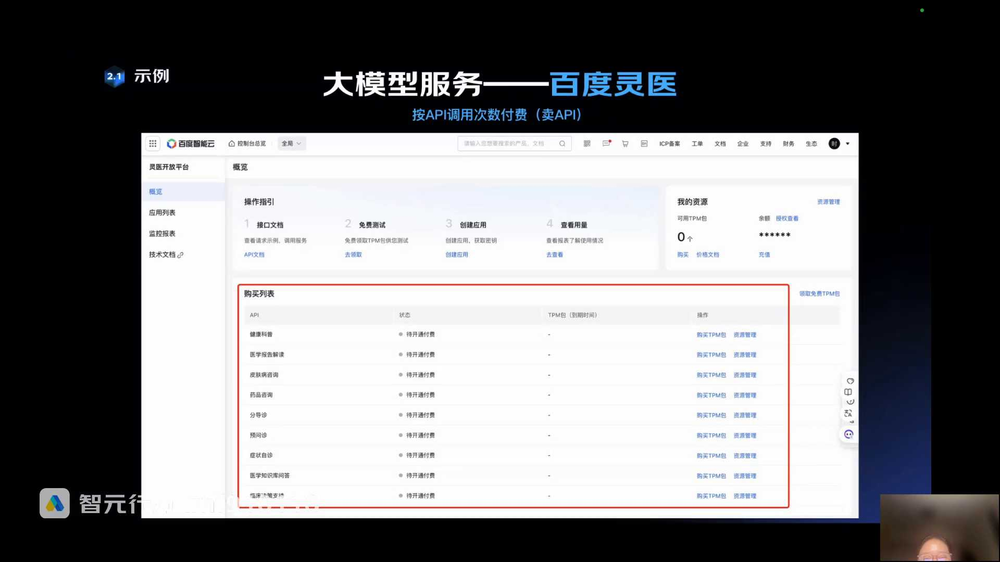 2.1 示例
大模型服务——百度灵医
按API调用次数付费（卖API）
百度智能云 控制台总览 全局 请输入您想要搜索的产品、文档 ICP备案 工单 文档 企业 支持 财务 生态 时
灵医开放平台
概览
应用列表
监控报表
技术文档
概览
操作指引
1 接口文档
查看请求示例，调用服务
API文档
2 免费测试
免费领取TPM包供您测试
去领取
3 创建应用
创建应用，获取密钥
创建应用
4 查看用量
查看报表了解使用情况
去查看
我的资源 资源管理
可用TPM包 余额 授权查看
0个 ******
购买 价格文档 充值
购买列表 领取免费TPM包
API 状态 TPM包（到期时间） 操作
健康科普 待开通付费 - 购买TPM包 资源管理
医学报告解读 待开通付费 - 购买TPM包 资源管理
皮肤病咨询 待开通付费 - 购买TPM包 资源管理
药品咨询 待开通付费 - 购买TPM包 资源管理
分导诊 待开通付费 - 购买TPM包 资源管理
预问诊 待开通付费 - 购买TPM包 资源管理
症状自诊 待开通付费 - 购买TPM包 资源管理
医学知识库问答 待开通付费 - 购买TPM包 资源管理
临床决策支持 待开通付费 - 购买TPM包 资源管理
智元行